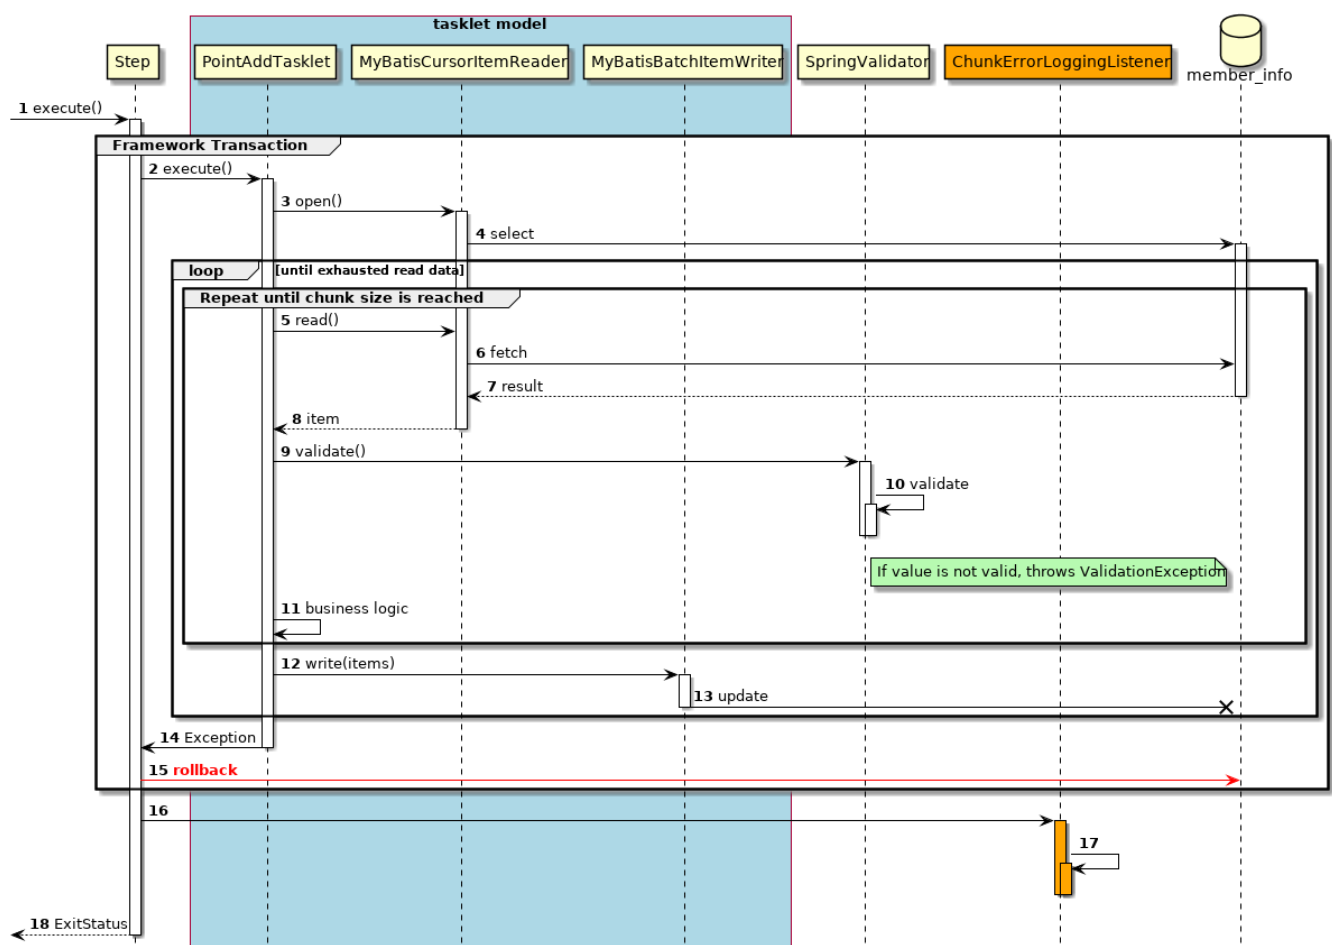 tasklet model
Step
PointAddTasklet
MyBatisCursorItemReader
MyBatisBatchItemWriter
SpringValidator
ChunkErrorLoggingListener
member_info
1 execute()
Framework Transaction
2 execute()
3 open()
4 select
loop [until exhausted read data]
Repeat until chunk size is reached
5 read()
6 fetch
7 result
8 item
9 validate()
10 validate
If value is not valid, throws ValidationException
11 business logic
12 write(items)
13 update
14 Exception
15 rollback
16
17
18 ExitStatus